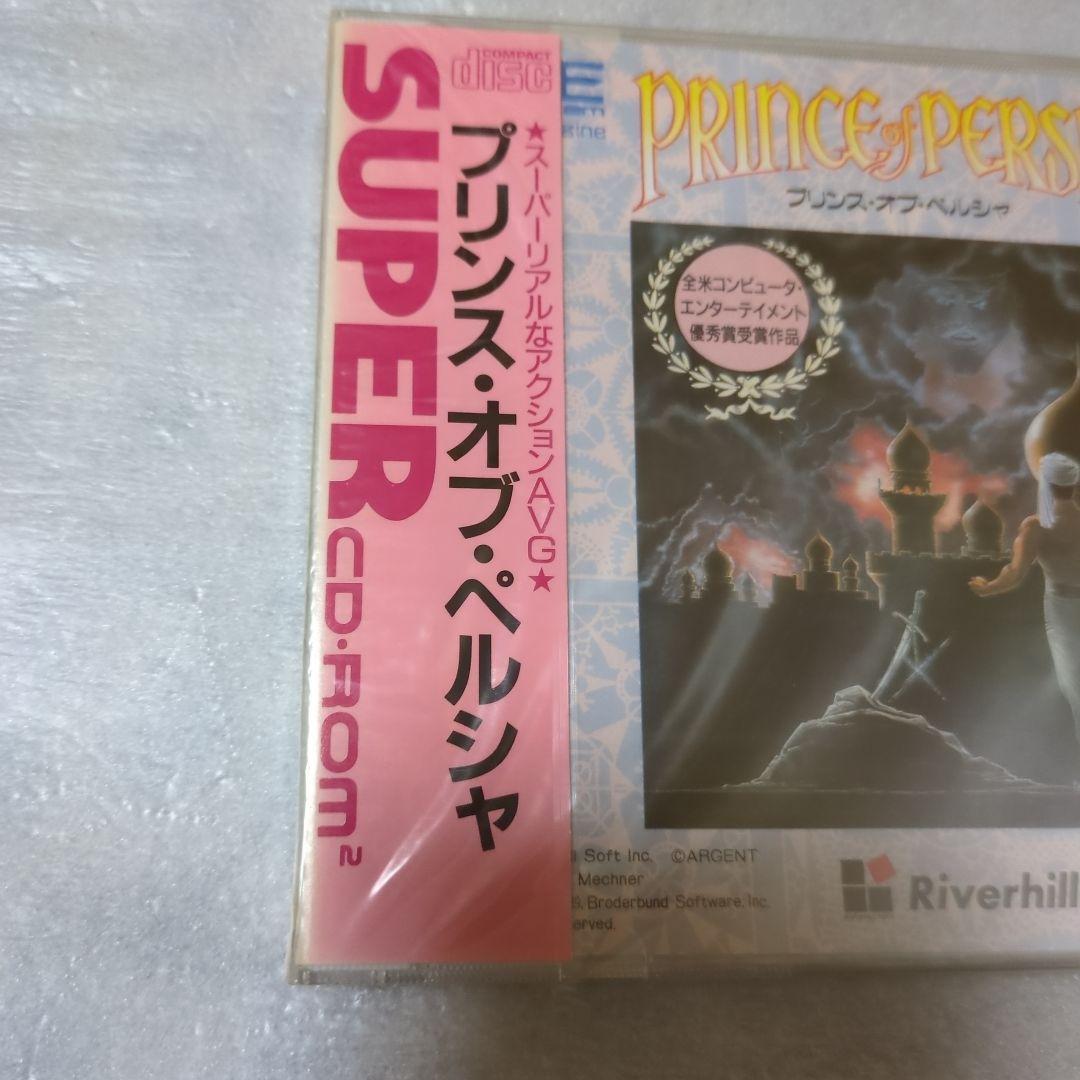 SUPER CD・ROM²
COMPACT
disc
★スーパーリアルなアクションAVG★
プリンス・オブ・ペルシャ
PRINCE of PERS
プリンス・オブ・ペルシャ
全米コンピュータ・
エンターテイメント
優秀賞受賞作品
Soft Inc. ©ARGENT
Mechner
Broderbund Software, Inc.
Riverhill